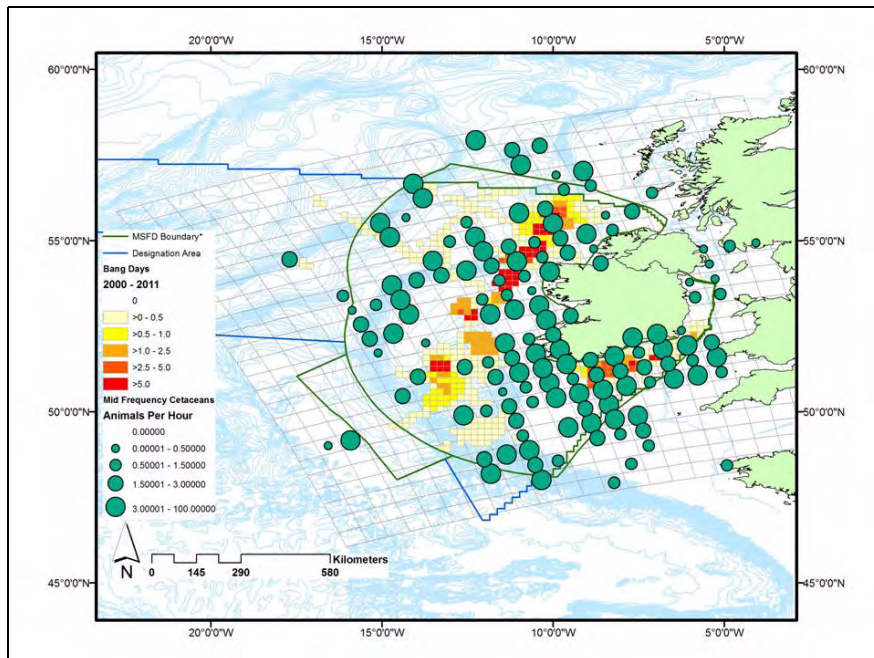 20°0'0"W 15°0'0"W 10°0'0"W 5°0'0"W
60°0'0"N 60°0'0"N
55°0'0"N 55°0'0"N
50°0'0"N 50°0'0"N
45°0'0"N 45°0'0"N
20°0'0"W 15°0'0"W 10°0'0"W 5°0'0"W
MSFD Boundary*
Designation Area
Bang Days
2000 - 2011
0
>0 - 0.5
>0.5 - 1.0
>1.0 - 2.5
>2.5 - 5.0
>5.0
Mid Frequency Cetaceans
Animals Per Hour
0.00000
0.00001 - 0.50000
0.50001 - 1.50000
1.50001 - 3.00000
3.00001 - 100.00000
N
Kilometers
0 145 290 580